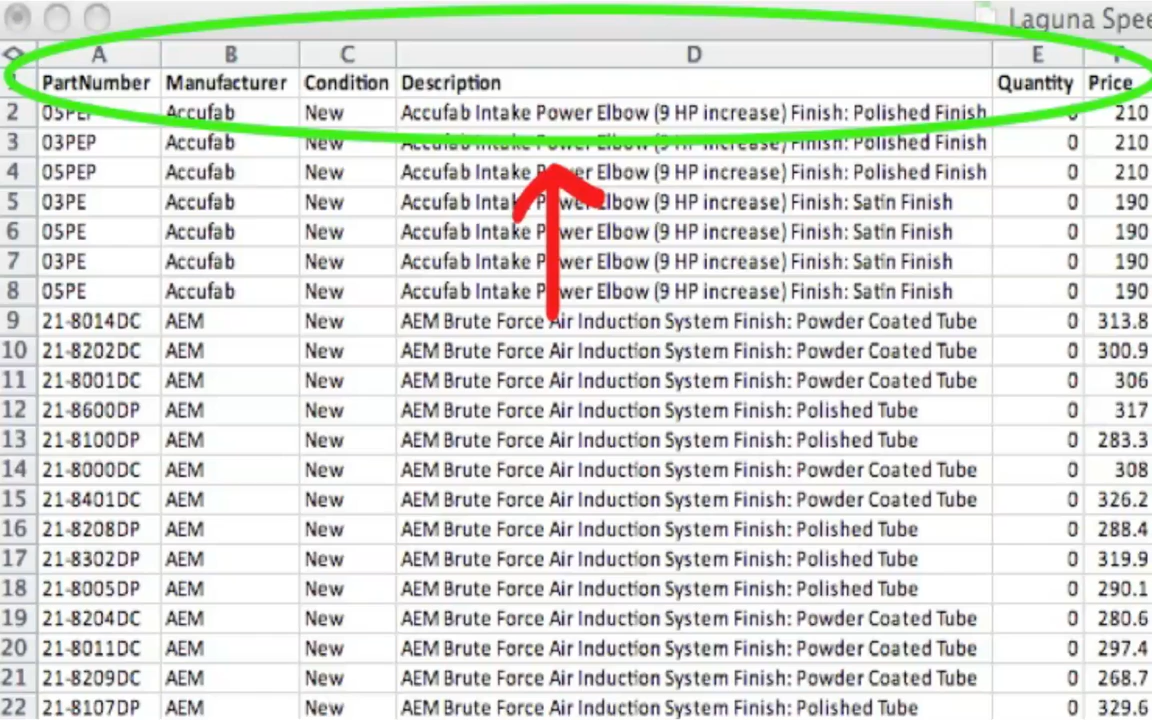 Laguna Spee
A B C D E
1 PartNumber Manufacturer Condition Description Quantity Price
2 05PEP Accufab New Accufab Intake Power Elbow (9 HP increase) Finish: Polished Finish 0 210
3 03PEP Accufab New Accufab Intake Power Elbow (9 HP increase) Finish: Polished Finish 0 210
4 05PEP Accufab New Accufab Intake Power Elbow (9 HP increase) Finish: Polished Finish 0 210
5 03PE Accufab New Accufab Intake Power Elbow (9 HP increase) Finish: Satin Finish 0 190
6 05PE Accufab New Accufab Intake Power Elbow (9 HP increase) Finish: Satin Finish 0 190
7 03PE Accufab New Accufab Intake Power Elbow (9 HP increase) Finish: Satin Finish 0 190
8 05PE Accufab New Accufab Intake Power Elbow (9 HP increase) Finish: Satin Finish 0 190
9 21-8014DC AEM New AEM Brute Force Air Induction System Finish: Powder Coated Tube 0 313.8
10 21-8202DC AEM New AEM Brute Force Air Induction System Finish: Powder Coated Tube 0 300.9
11 21-8001DC AEM New AEM Brute Force Air Induction System Finish: Powder Coated Tube 0 306
12 21-8600DP AEM New AEM Brute Force Air Induction System Finish: Polished Tube 0 317
13 21-8100DP AEM New AEM Brute Force Air Induction System Finish: Polished Tube 0 283.3
14 21-8000DC AEM New AEM Brute Force Air Induction System Finish: Powder Coated Tube 0 308
15 21-8401DC AEM New AEM Brute Force Air Induction System Finish: Powder Coated Tube 0 326.2
16 21-8208DP AEM New AEM Brute Force Air Induction System Finish: Polished Tube 0 288.4
17 21-8302DP AEM New AEM Brute Force Air Induction System Finish: Polished Tube 0 319.9
18 21-8005DP AEM New AEM Brute Force Air Induction System Finish: Polished Tube 0 290.1
19 21-8204DC AEM New AEM Brute Force Air Induction System Finish: Powder Coated Tube 0 280.6
20 21-8011DC AEM New AEM Brute Force Air Induction System Finish: Powder Coated Tube 0 297.4
21 21-8209DC AEM New AEM Brute Force Air Induction System Finish: Powder Coated Tube 0 268.7
22 21-8107DP AEM New AEM Brute Force Air Induction System Finish: Polished Tube 0 329.6